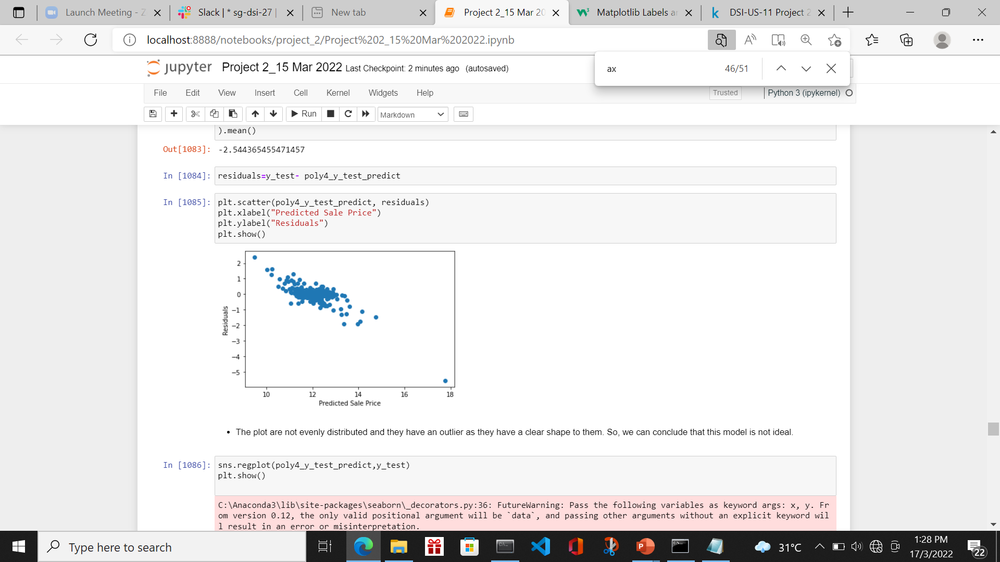 Launch Meeting - Z
Slack | * sg-dsi-27 |
New tab
Project 2_15 Mar 20
Matplotlib Labels a
DSI-US-11 Project 2
localhost:8888/notebooks/project_2/Project%202_15%20Mar%202022.ipynb
ax
46/51
jupyter Project 2_15 Mar 2022 Last Checkpoint: 2 minutes ago (autosaved)
File Edit View Insert Cell Kernel Widgets Help
Trusted
Python 3 (ipykernel)
Run
Markdown
).mean()
Out[1083]: -2.544365455471457
In [1084]: residuals=y_test- poly4_y_test_predict
In [1085]: plt.scatter(poly4_y_test_predict, residuals)
plt.xlabel("Predicted Sale Price")
plt.ylabel("Residuals")
plt.show()
2
1
0
−1
−2
−3
−4
−5
Residuals
10 12 14 16 18
Predicted Sale Price
• The plot are not evenly distributed and they have an outlier as they have a clear shape to them. So, we can conclude that this model is not ideal.
In [1086]: sns.regplot(poly4_y_test_predict,y_test)
plt.show()
C:\Anaconda3\lib\site-packages\seaborn\_decorators.py:36: FutureWarning: Pass the following variables as keyword args: x, y. Fr
om version 0.12, the only valid positional argument will be `data`, and passing other arguments without an explicit keyword wil
l result in an error or misinterpretation.
Type here to search
31°C
1:28 PM
17/3/2022
22